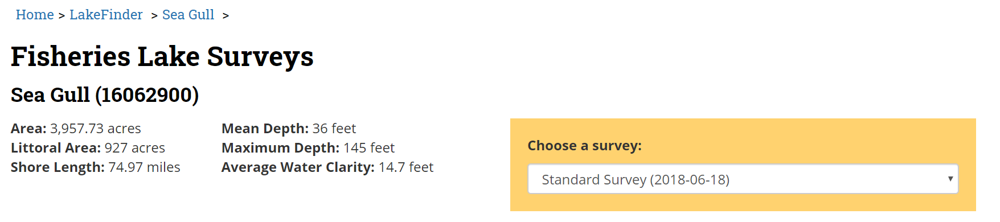 Home > LakeFinder > Sea Gull >
Fisheries Lake Surveys
Sea Gull (16062900)
Area: 3,957.73 acres
Littoral Area: 927 acres
Shore Length: 74.97 miles
Mean Depth: 36 feet
Maximum Depth: 145 feet
Average Water Clarity: 14.7 feet
Choose a survey:
Standard Survey (2018-06-18)